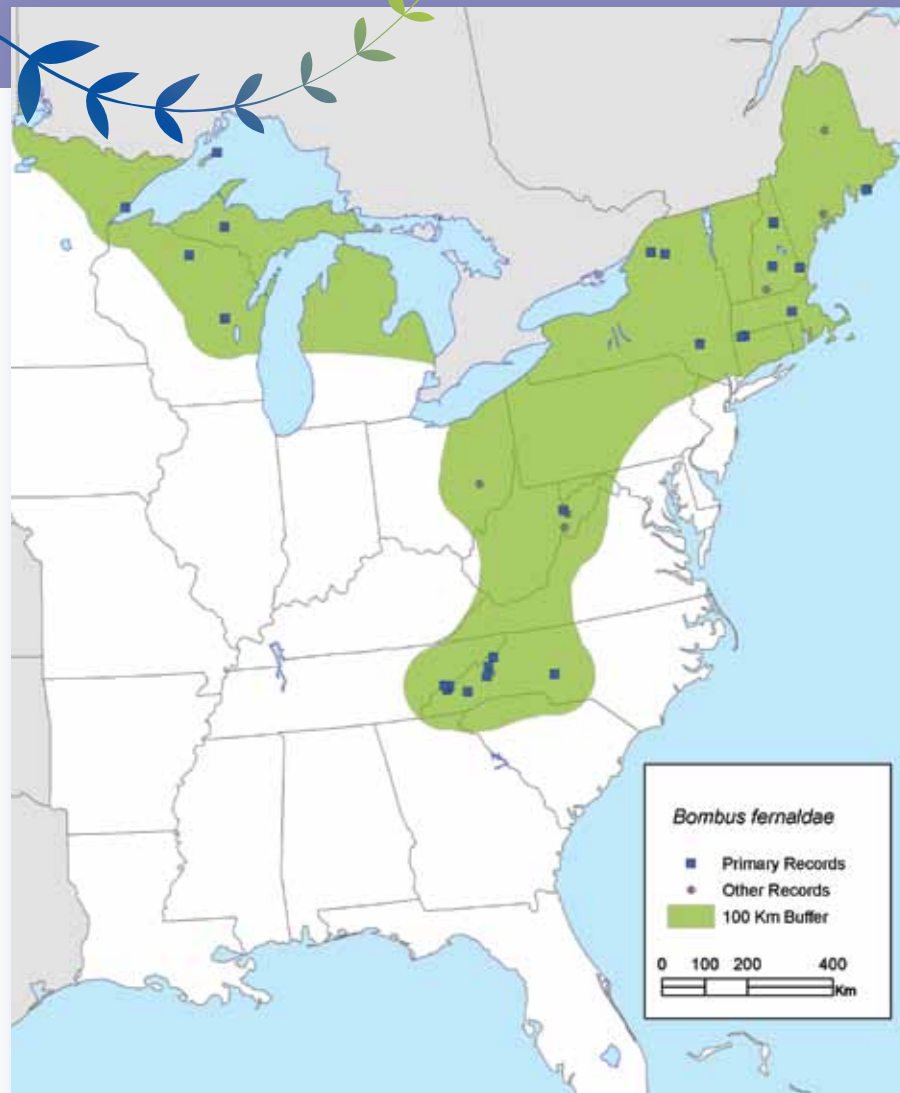 Bombus fernaldae
Primary Records
Other Records
100 Km Buffer
0 100 200 400
Km